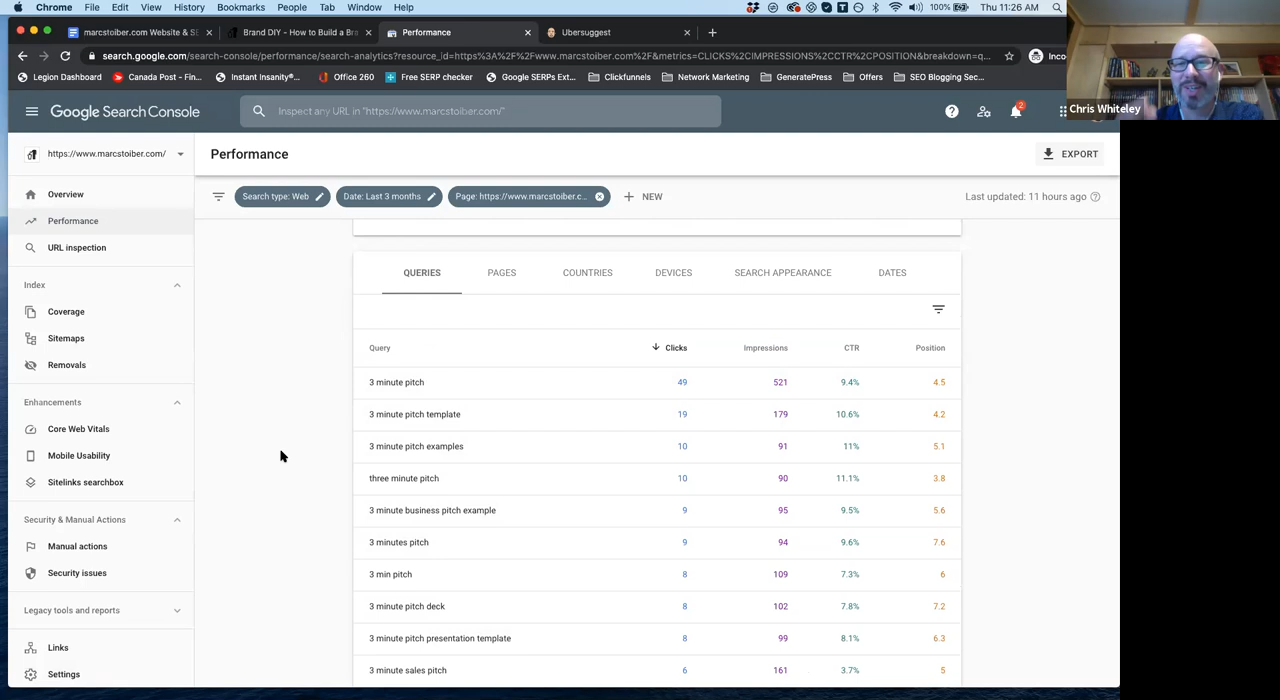 Chrome File Edit View History Bookmarks People Tab Window Help 100% Thu 11:26 AM
marcstoiber.com Website & SE Brand DIY - How to Build a Bra Performance Ubersuggest
search.google.com/search-console/performance/search-analytics?resource_id=https%3A%2F%2Fwww.marcstoiber.com%2F&metrics=CLICKS%2CIMPRESSIONS%2CCTR%2CPOSITION&breakdown=q... Inco
Legion Dashboard Canada Post - Fin... Instant Insanity®... Office 260 Free SERP checker Google SERPs Ext... Clickfunnels Network Marketing GeneratePress Offers SEO Blogging Sec...
Chris Whiteley
Google Search Console Inspect any URL in "https://www.marcstoiber.com/" 2
https://www.marcstoiber.com/ Performance EXPORT
Search type: Web Date: Last 3 months Page: https://www.marcstoiber.c... NEW Last updated: 11 hours ago
Overview
Performance
URL inspection
Index
Coverage
Sitemaps
Removals
Enhancements
Core Web Vitals
Mobile Usability
Sitelinks searchbox
Security & Manual Actions
Manual actions
Security issues
Legacy tools and reports
Links
Settings
QUERIES PAGES COUNTRIES DEVICES SEARCH APPEARANCE DATES
Query Clicks Impressions CTR Position
3 minute pitch 49 521 9.4% 4.5
3 minute pitch template 19 179 10.6% 4.2
3 minute pitch examples 10 91 11% 5.1
three minute pitch 10 90 11.1% 3.8
3 minute business pitch example 9 95 9.5% 5.6
3 minutes pitch 9 94 9.6% 7.6
3 min pitch 8 109 7.3% 6
3 minute pitch deck 8 102 7.8% 7.2
3 minute pitch presentation template 8 99 8.1% 6.3
3 minute sales pitch 6 161 3.7% 5